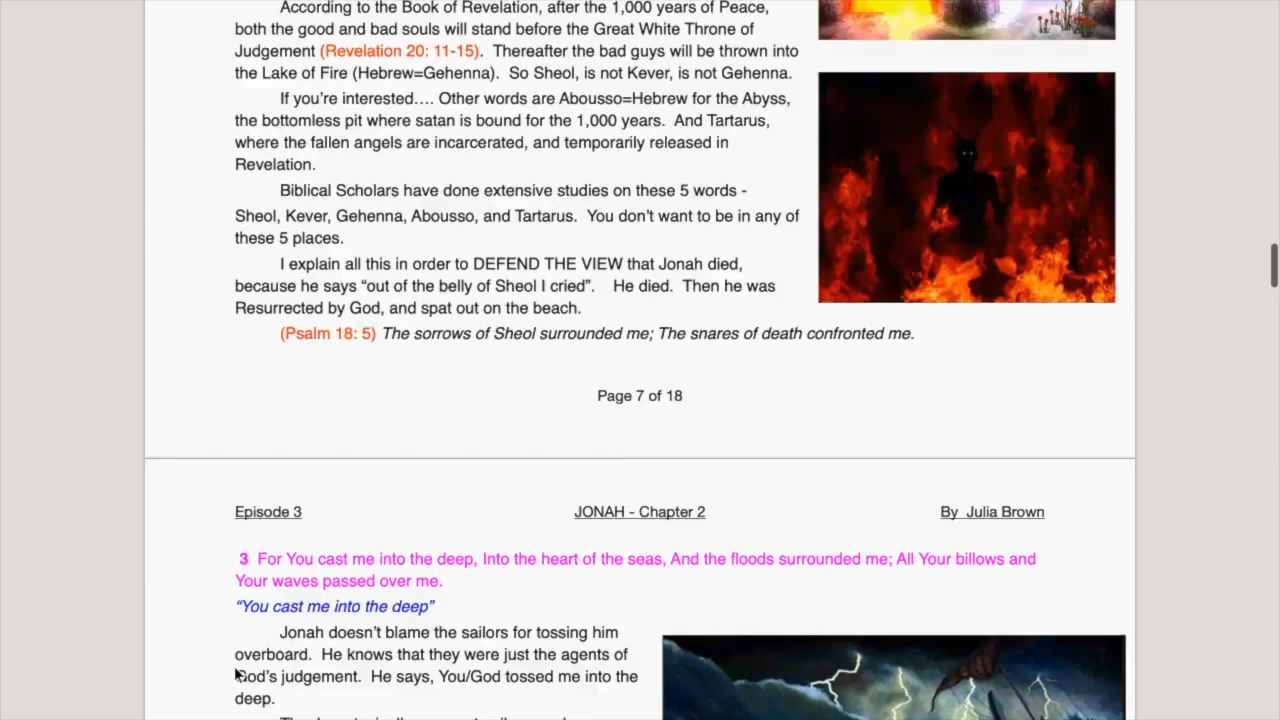 According to the Book of Revelation, after the 1,000 years of Peace,
both the good and bad souls will stand before the Great White Throne of
Judgement (Revelation 20: 11-15).  Thereafter the bad guys will be thrown into
the Lake of Fire (Hebrew=Gehenna).  So Sheol, is not Kever, is not Gehenna.
If you're interested…. Other words are Abousso=Hebrew for the Abyss,
the bottomless pit where satan is bound for the 1,000 years.  And Tartarus,
where the fallen angels are incarcerated, and temporarily released in
Revelation.
Biblical Scholars have done extensive studies on these 5 words -
Sheol, Kever, Gehenna, Abousso, and Tartarus.  You don't want to be in any of
these 5 places.
I explain all this in order to DEFEND THE VIEW that Jonah died,
because he says “out of the belly of Sheol I cried”.    He died.  Then he was
Resurrected by God, and spat out on the beach.
(Psalm 18: 5) The sorrows of Sheol surrounded me; The snares of death confronted me.
Page 7 of 18
Episode 3 JONAH - Chapter 2 By  Julia Brown
3  For You cast me into the deep, Into the heart of the seas, And the floods surrounded me; All Your billows and
Your waves passed over me.
“You cast me into the deep”
Jonah doesn't blame the sailors for tossing him
overboard.  He knows that they were just the agents of
God's judgement.  He says, You/God tossed me into the
deep.